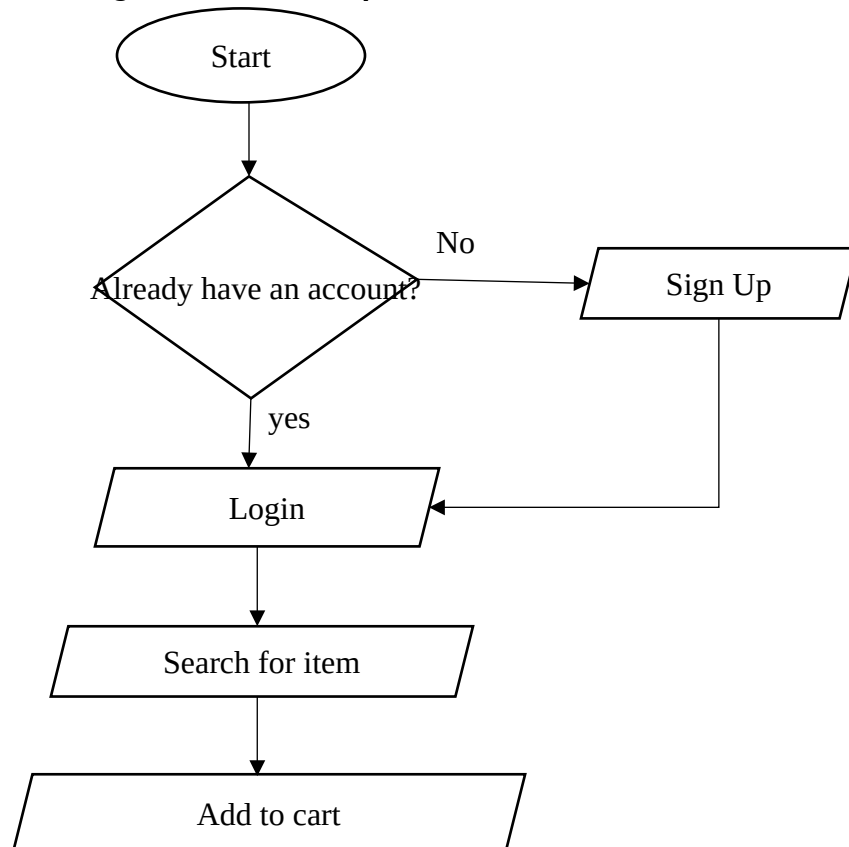 Start
No
Already have an account?
Sign Up
yes
Login
Search for item
Add to cart